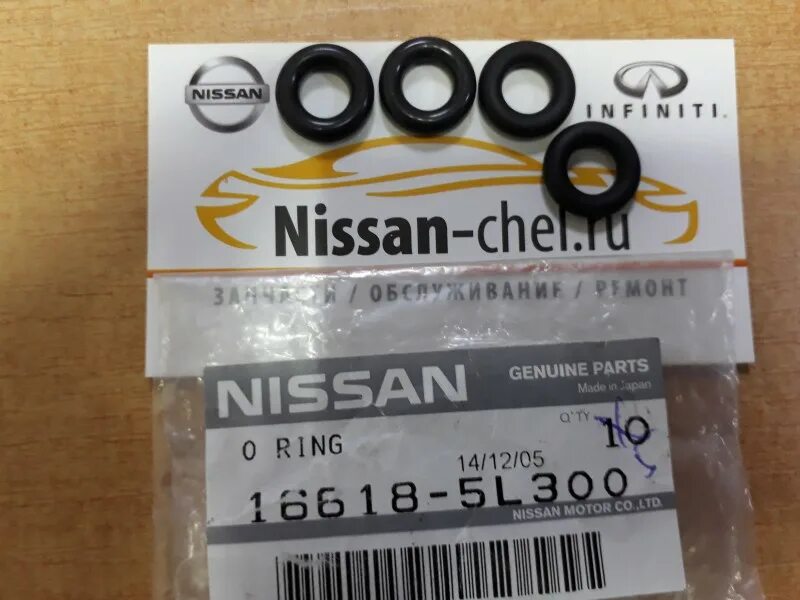 NISSAN
INFINITI.
Nissan-chel.ru
ЗАПЧАСТИ / ОБСЛУЖИВАНИЕ / РЕМОНТ
NISSAN
GENUINE PARTS
Made in Japan
Q'TY
10
O RING
14/12/05
16618-5L300
NISSAN MOTOR CO.,LTD.